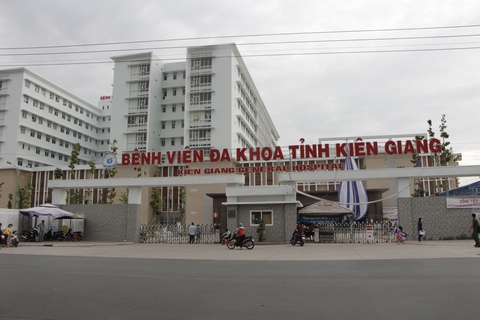 BỆNH VIỆN ĐA KHOA TỈNH KIÊN GIANG
KIEN GIANG GENERAL HOSPITAL